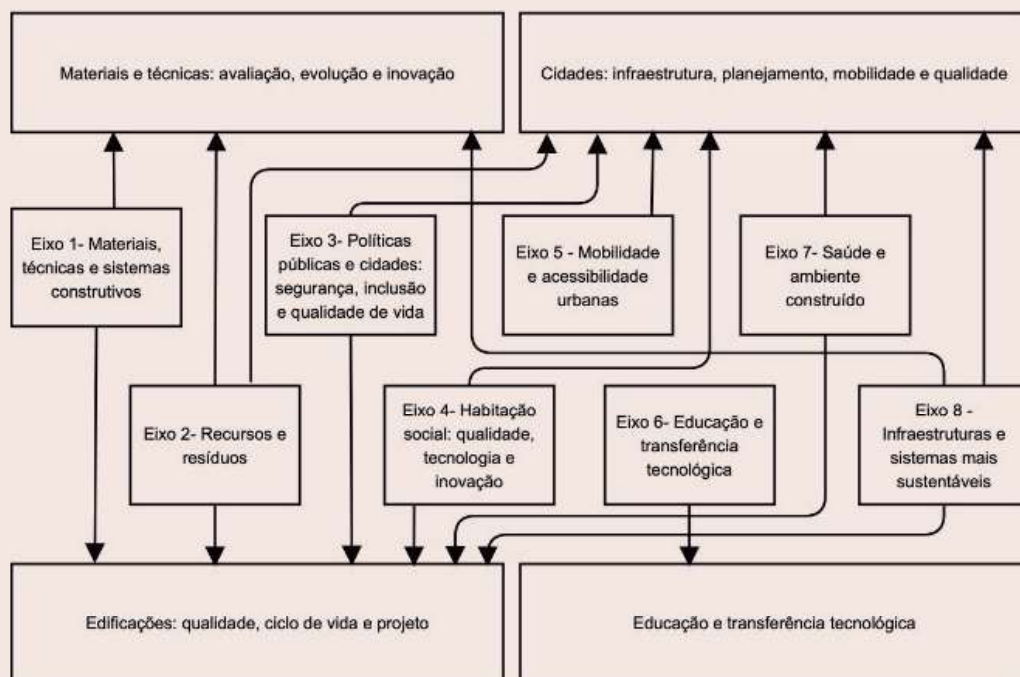 Materiais e técnicas: avaliação, evolução e inovação
Cidades: infraestrutura, planejamento, mobilidade e qualidade
Eixo 1- Materiais,
técnicas e sistemas
construtivos
Eixo 3- Políticas
públicas e cidades:
segurança, inclusão
e qualidade de vida
Eixo 5 - Mobilidade
e acessibilidade
urbanas
Eixo 7- Saúde e
ambiente
construído
Eixo 2- Recursos e
resíduos
Eixo 4- Habitação
social: qualidade,
tecnologia e
inovação
Eixo 6- Educação e
transferência
tecnológica
Eixo 8 -
Infraestruturas e
sistemas mais
sustentáveis
Edificações: qualidade, ciclo de vida e projeto
Educação e transferência tecnológica